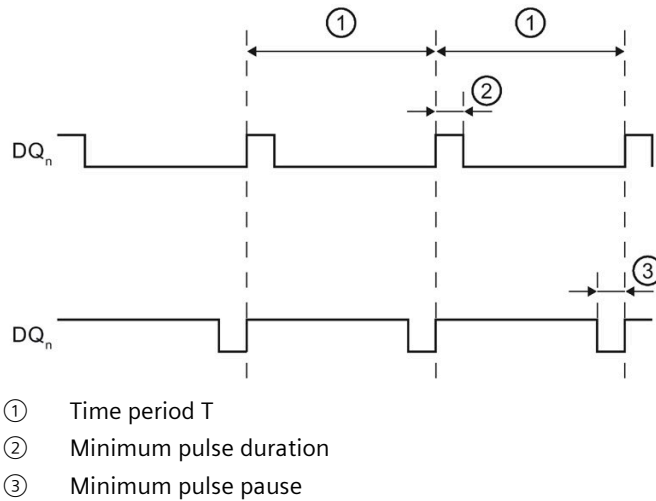 ① ①
②
DQn
③
DQn
① Time period T
② Minimum pulse duration
③ Minimum pulse pause